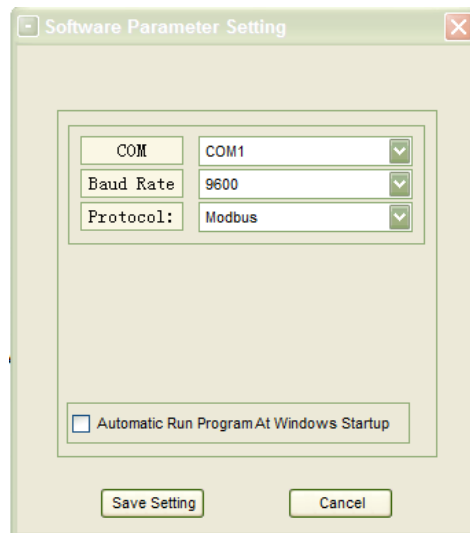 Software Parameter Setting
COM COM1
Baud Rate 9600
Protocol: Modbus
Automatic Run Program At Windows Startup
Save Setting Cancel